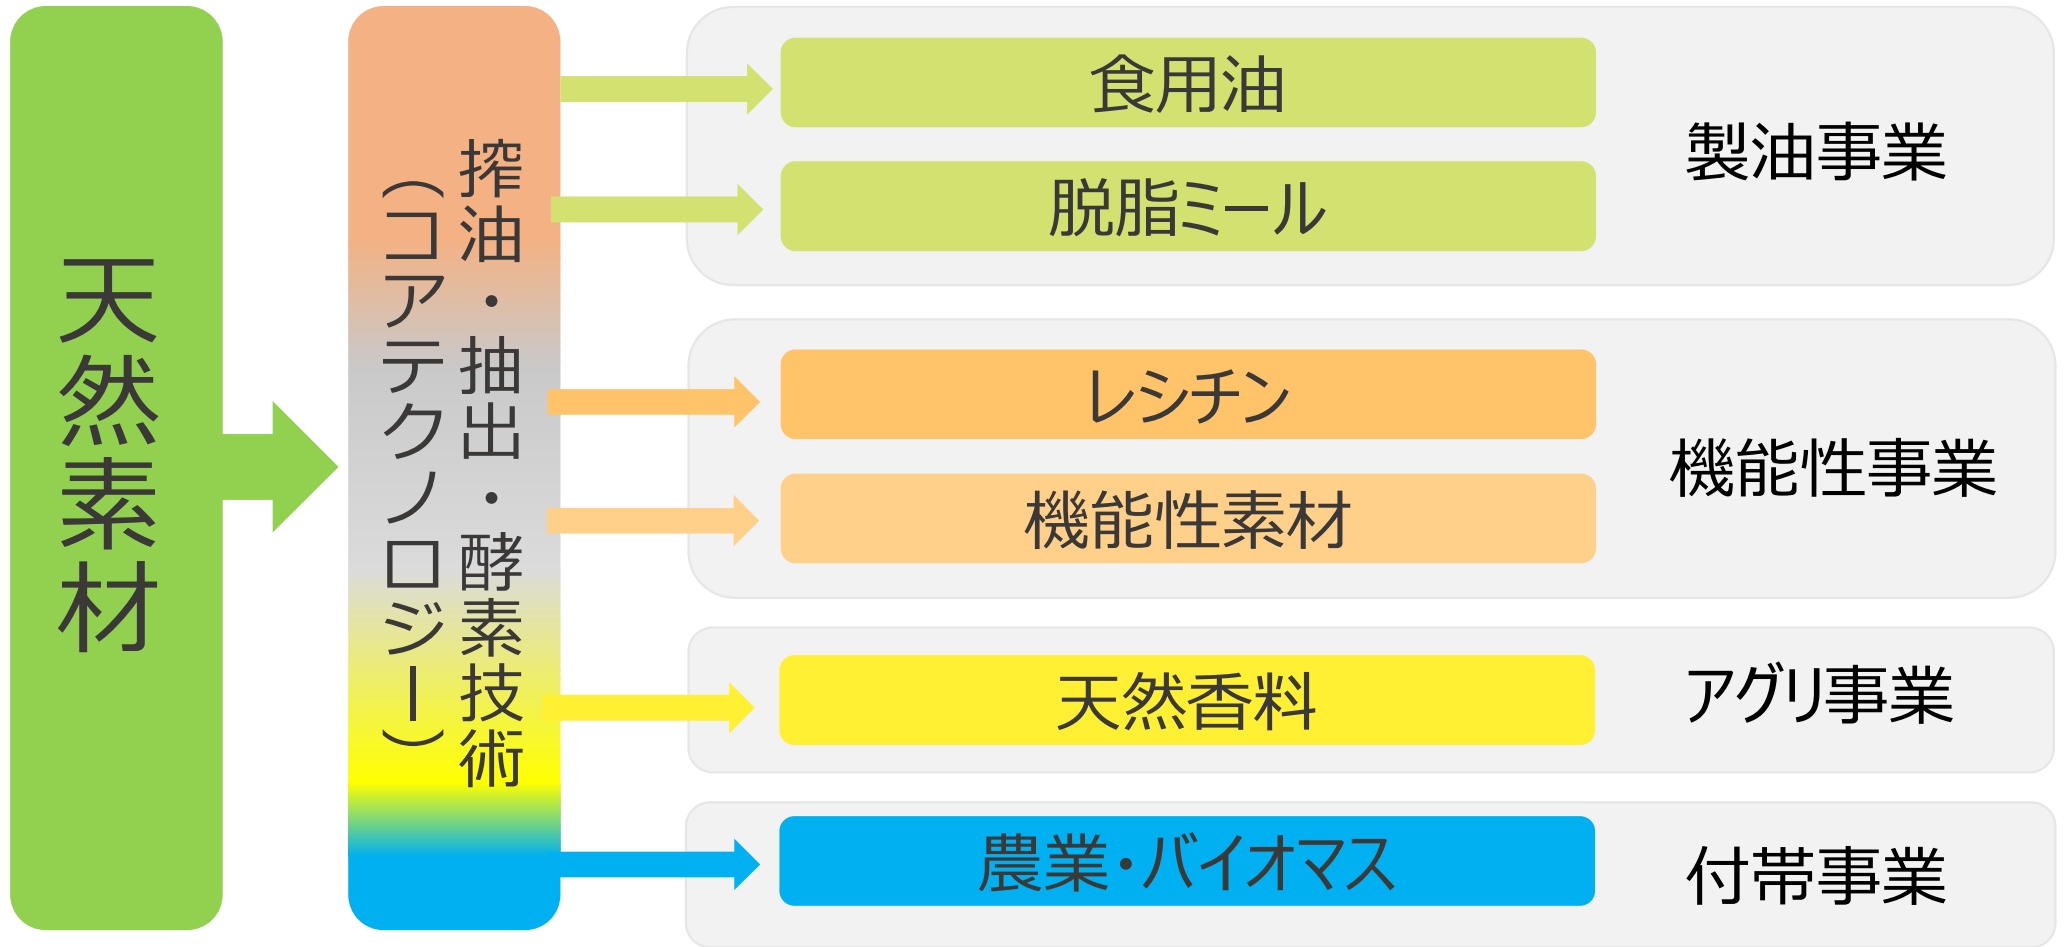 天然素材
搾油・抽出・酵素技術
（コアテクノロジー）
食用油
脱脂ミール
製油事業
レシチン
機能性素材
機能性事業
天然香料
アグリ事業
農業・バイオマス
付帯事業